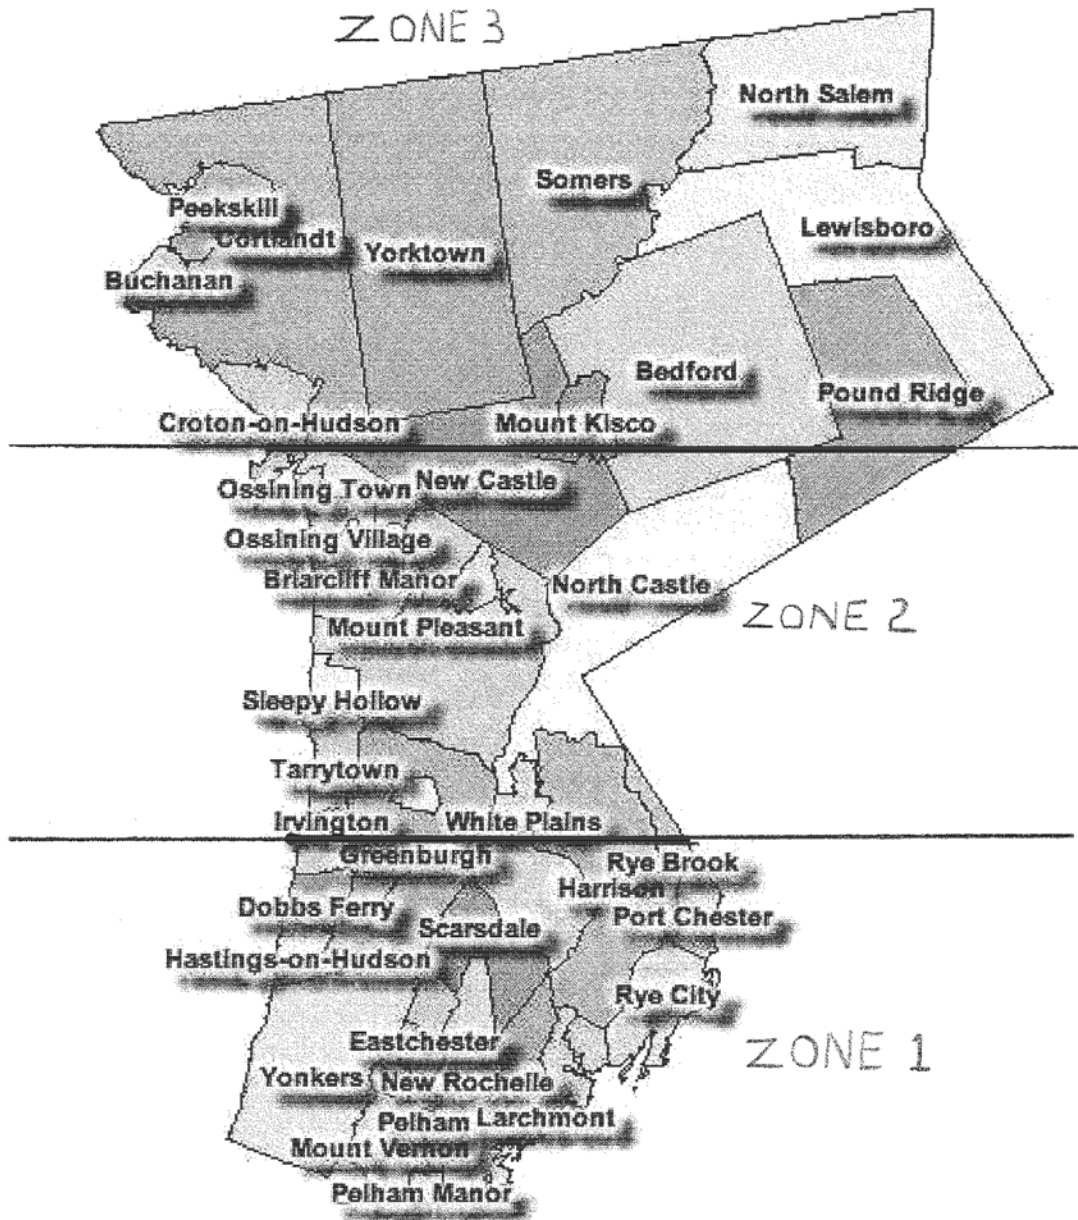 ZONE 3
North Salem
Somers
Peekskill
Lewisboro
Cortlandt
Yorktown
Buchanan
Bedford
Pound Ridge
Croton-on-Hudson
Mount Kisco
Ossining Town
New Castle
Ossining Village
Briarcliff Manor
North Castle
ZONE 2
Mount Pleasant
Sleepy Hollow
Tarrytown
Irvington
White Plains
Greenburgh
Rye Brook
Harrison
Dobbs Ferry
Port Chester
Scarsdale
Hastings-on-Hudson
Rye City
Eastchester
ZONE 1
Yonkers
New Rochelle
Pelham
Larchmont
Mount Vernon
Pelham Manor